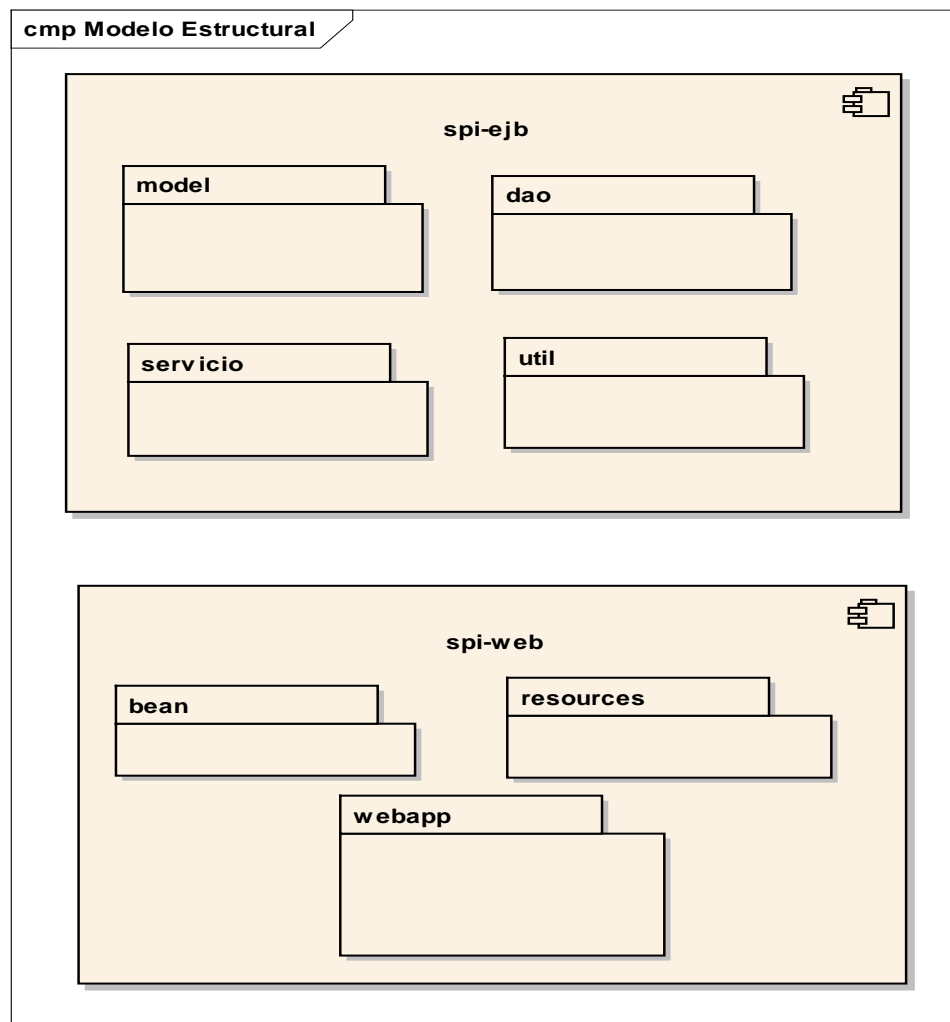 cmp Modelo Estructural
spi-ejb
model
dao
servicio
util
spi-web
bean
resources
webapp